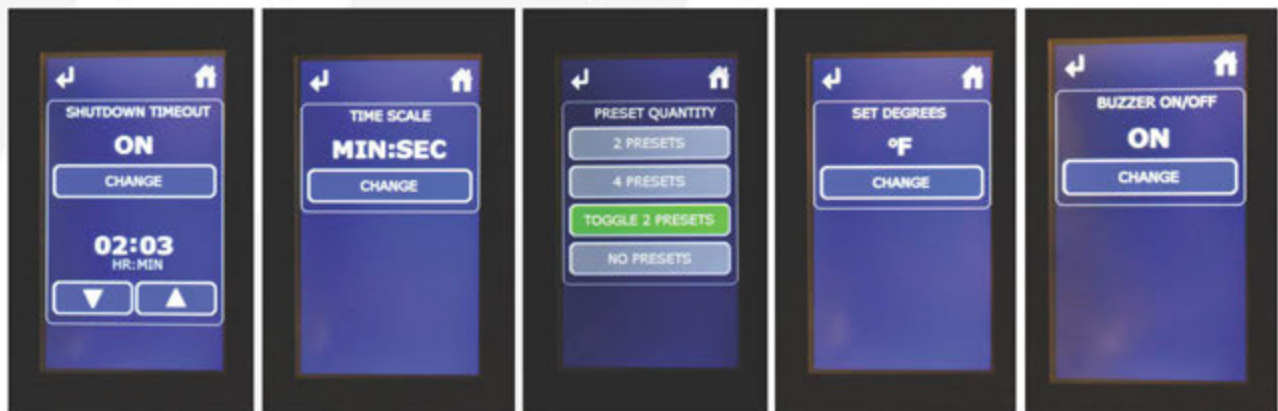 SHUTDOWN TIMEOUT
ON
CHANGE
02:03
HR:MIN
TIME SCALE
MIN:SEC
CHANGE
PRESET QUANTITY
2 PRESETS
4 PRESETS
TOGGLE 2 PRESETS
NO PRESETS
SET DEGREES
°F
CHANGE
BUZZER ON/OFF
ON
CHANGE